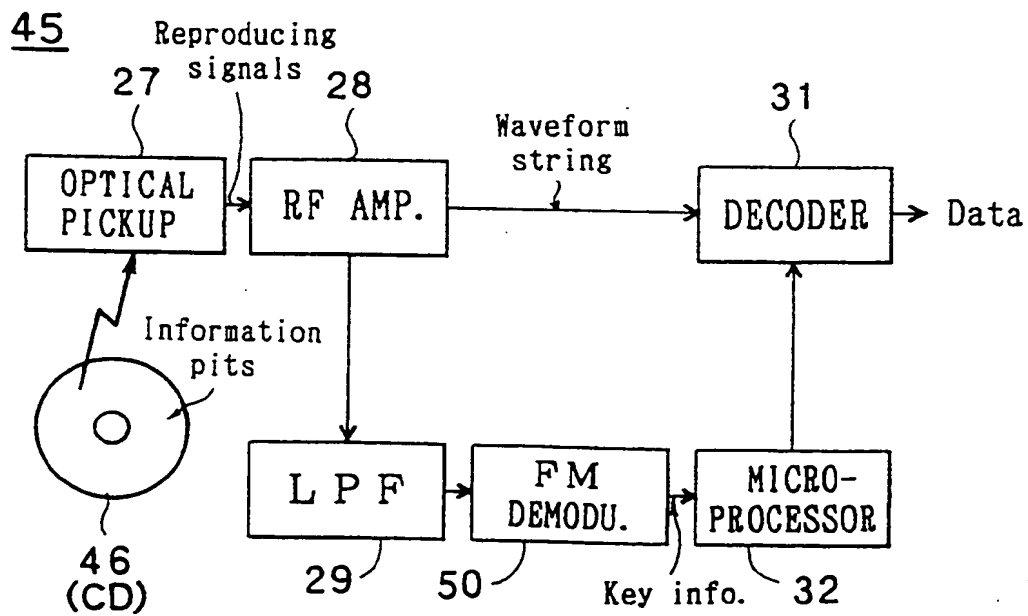 45
Reproducing
signals
27
28
31
Waveform
string
OPTICAL
PICKUP
RF AMP.
DECODER
Data
Information
pits
LPF
FM
DEMODU.
MICRO-
PROCESSOR
46
(CD)
29
50
Key info.
32